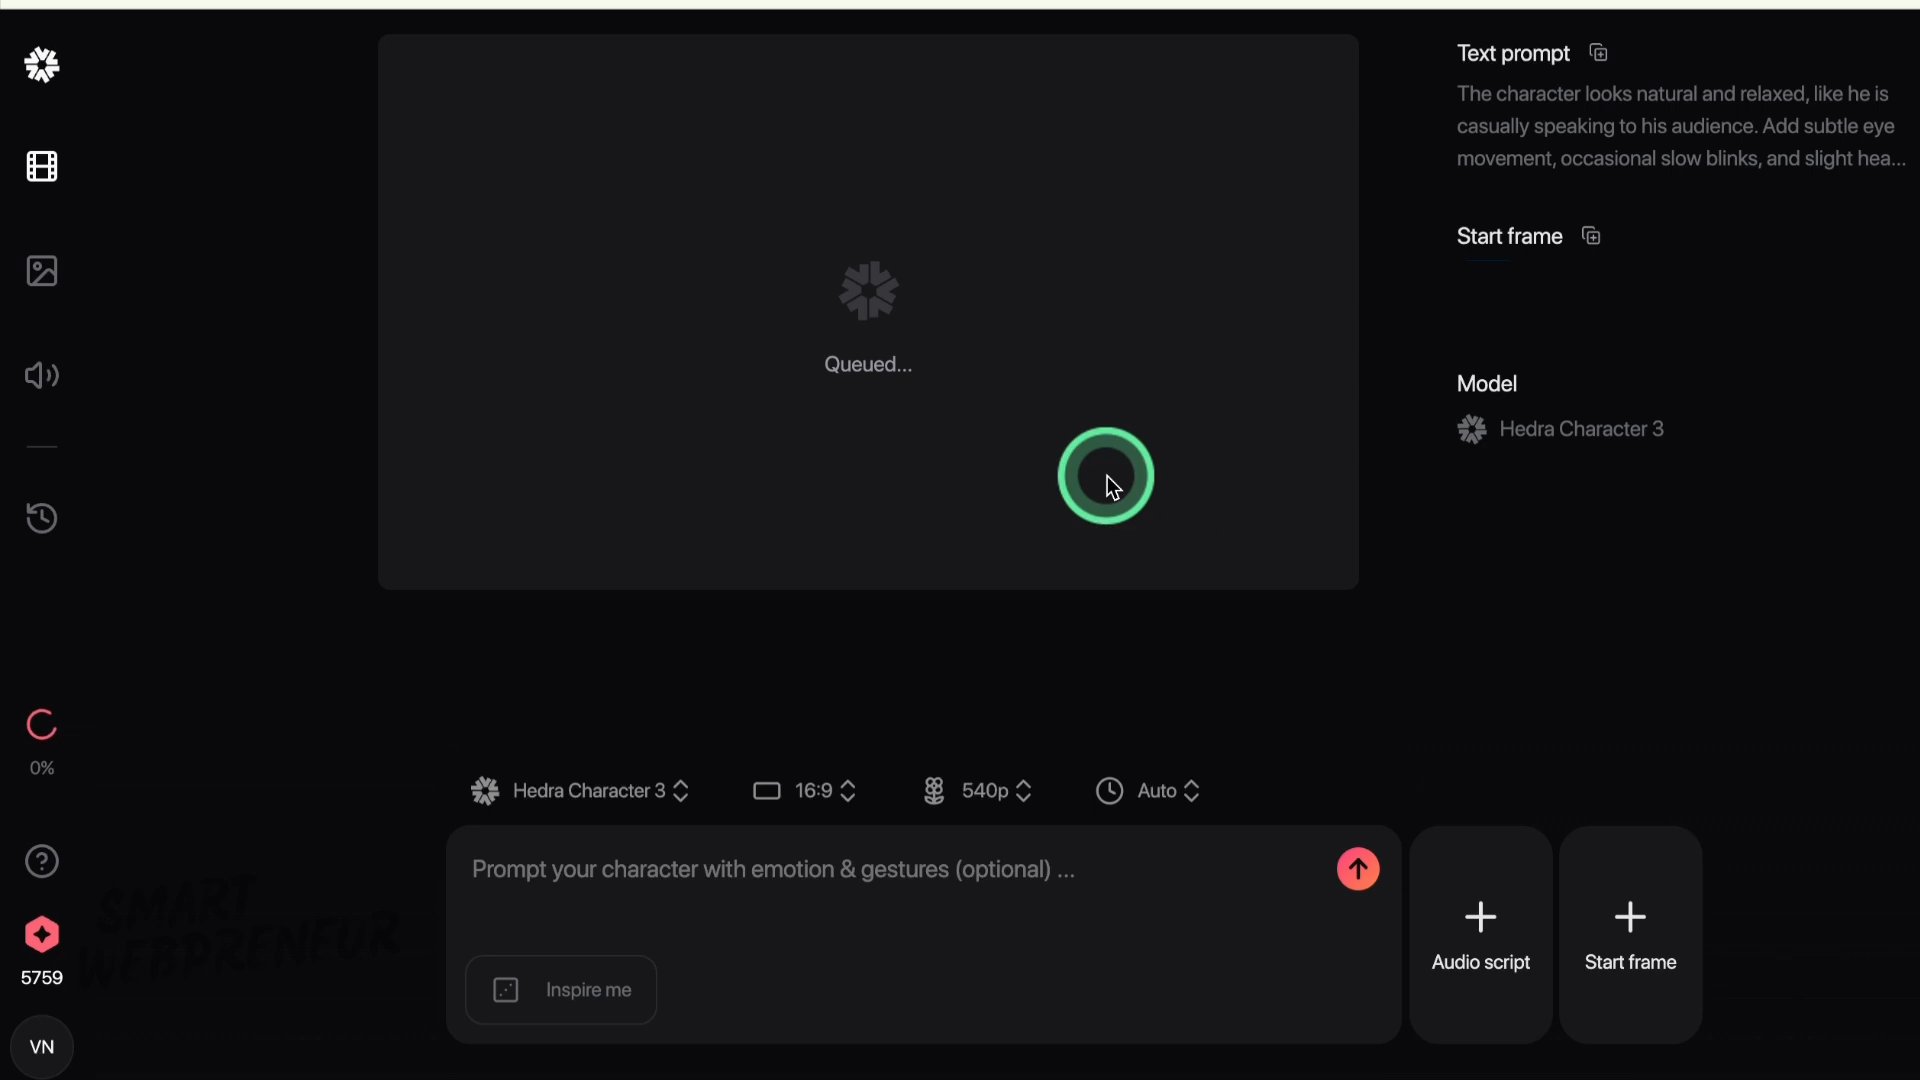 Text prompt
The character looks natural and relaxed, like he is
casually speaking to his audience. Add subtle eye
movement, occasional slow blinks, and slight hea...
Start frame
Queued...
Model
Hedra Character 3
0%
Hedra Character 3
16:9
540p
Auto
Prompt your character with emotion & gestures (optional) ...
Inspire me
Audio script
Start frame
SMART
WEBPRENEUR
5759
VN